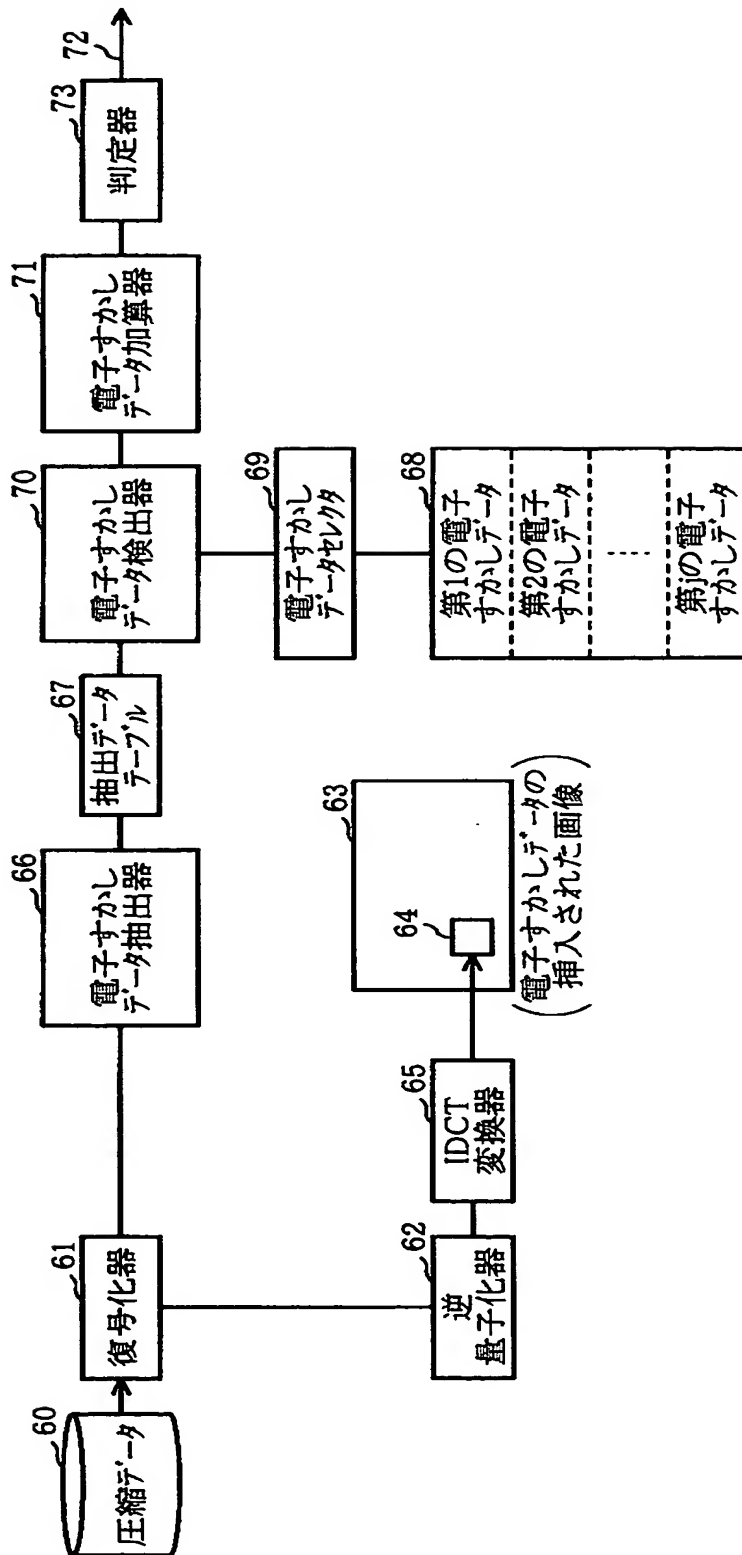 60
圧縮データ
61
復号化器
66
電子すかし
データ抽出器
67
抽出データ
テーブル
70
電子すかし
データ検出器
71
電子すかし
データ加算器
73
判定器
72
62
逆
量子化器
65
IDCT
変換器
63
64
(電子すかしデータの
挿入された画像)
69
電子すかし
データセレクタ
68
第1の電子
すかしデータ
第2の電子
すかしデータ
……
第jの電子
すかしデータ